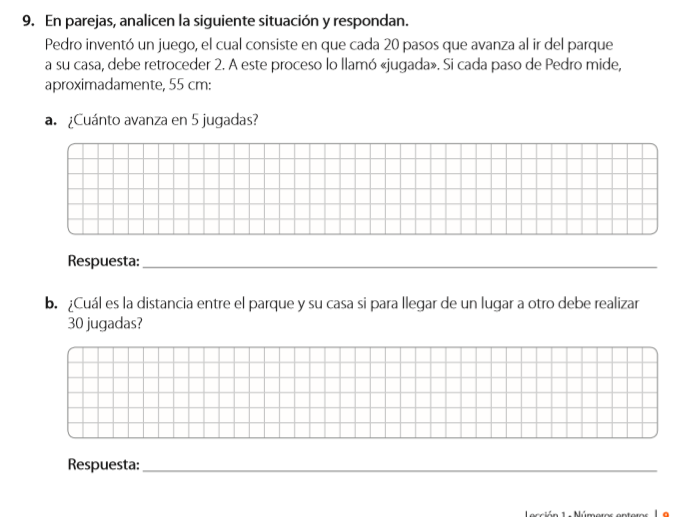 9. En parejas, analicen la siguiente situación y respondan.
Pedro inventó un juego, el cual consiste en que cada 20 pasos que avanza al ir del parque
a su casa, debe retroceder 2. A este proceso lo llamó «jugada». Si cada paso de Pedro mide,
aproximadamente, 55 cm:
a. ¿Cuánto avanza en 5 jugadas?
Respuesta:
b. ¿Cuál es la distancia entre el parque y su casa si para llegar de un lugar a otro debe realizar
30 jugadas?
Respuesta:
Lección 1 - Números enteros | 9